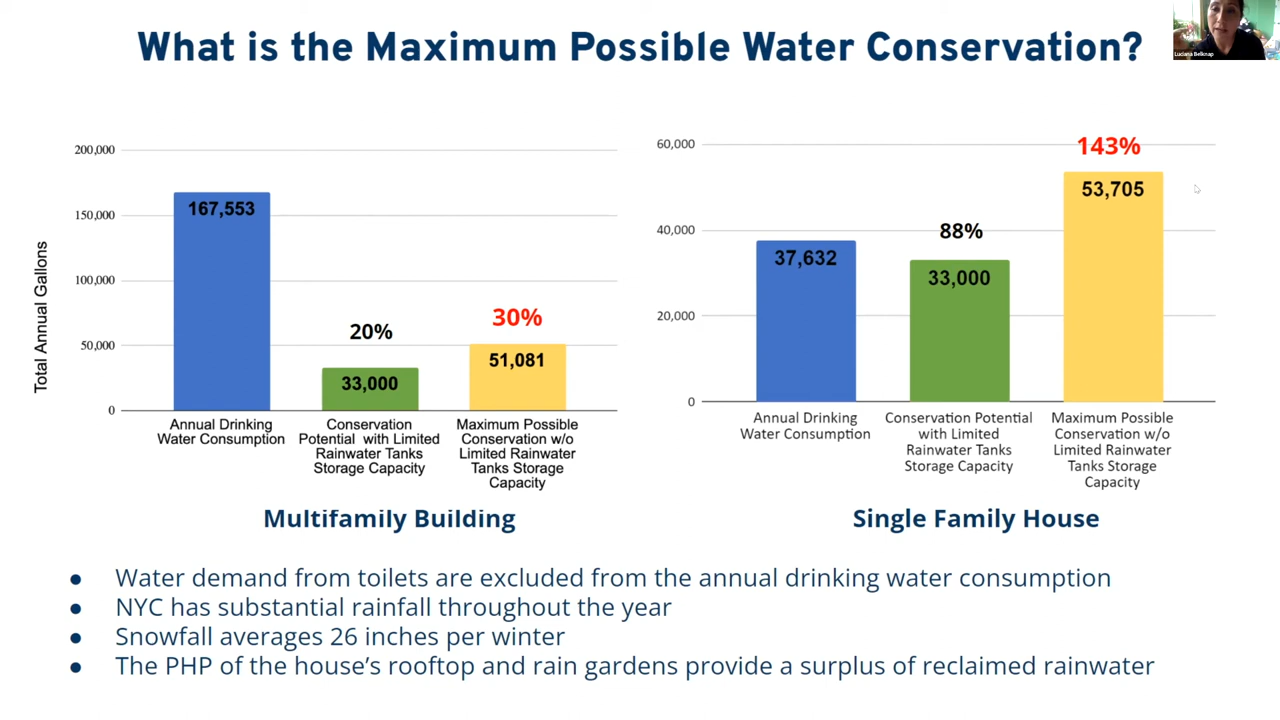 What is the Maximum Possible Water Conservation?
Luciana Belknap
Total Annual Gallons
200,000
150,000
100,000
50,000
0
167,553
20%
33,000
30%
51,081
Annual Drinking
Water Consumption
Conservation
Potential with Limited
Rainwater Tanks
Storage Capacity
Maximum Possible
Conservation w/o
Limited Rainwater
Tanks Storage
Capacity
Multifamily Building
60,000
40,000
20,000
0
37,632
88%
33,000
143%
53,705
Annual Drinking
Water Consumption
Conservation Potential
with Limited
Rainwater Tanks
Storage Capacity
Maximum Possible
Conservation w/o
Limited Rainwater
Tanks Storage
Capacity
Single Family House
● Water demand from toilets are excluded from the annual drinking water consumption
● NYC has substantial rainfall throughout the year
● Snowfall averages 26 inches per winter
● The PHP of the house's rooftop and rain gardens provide a surplus of reclaimed rainwater